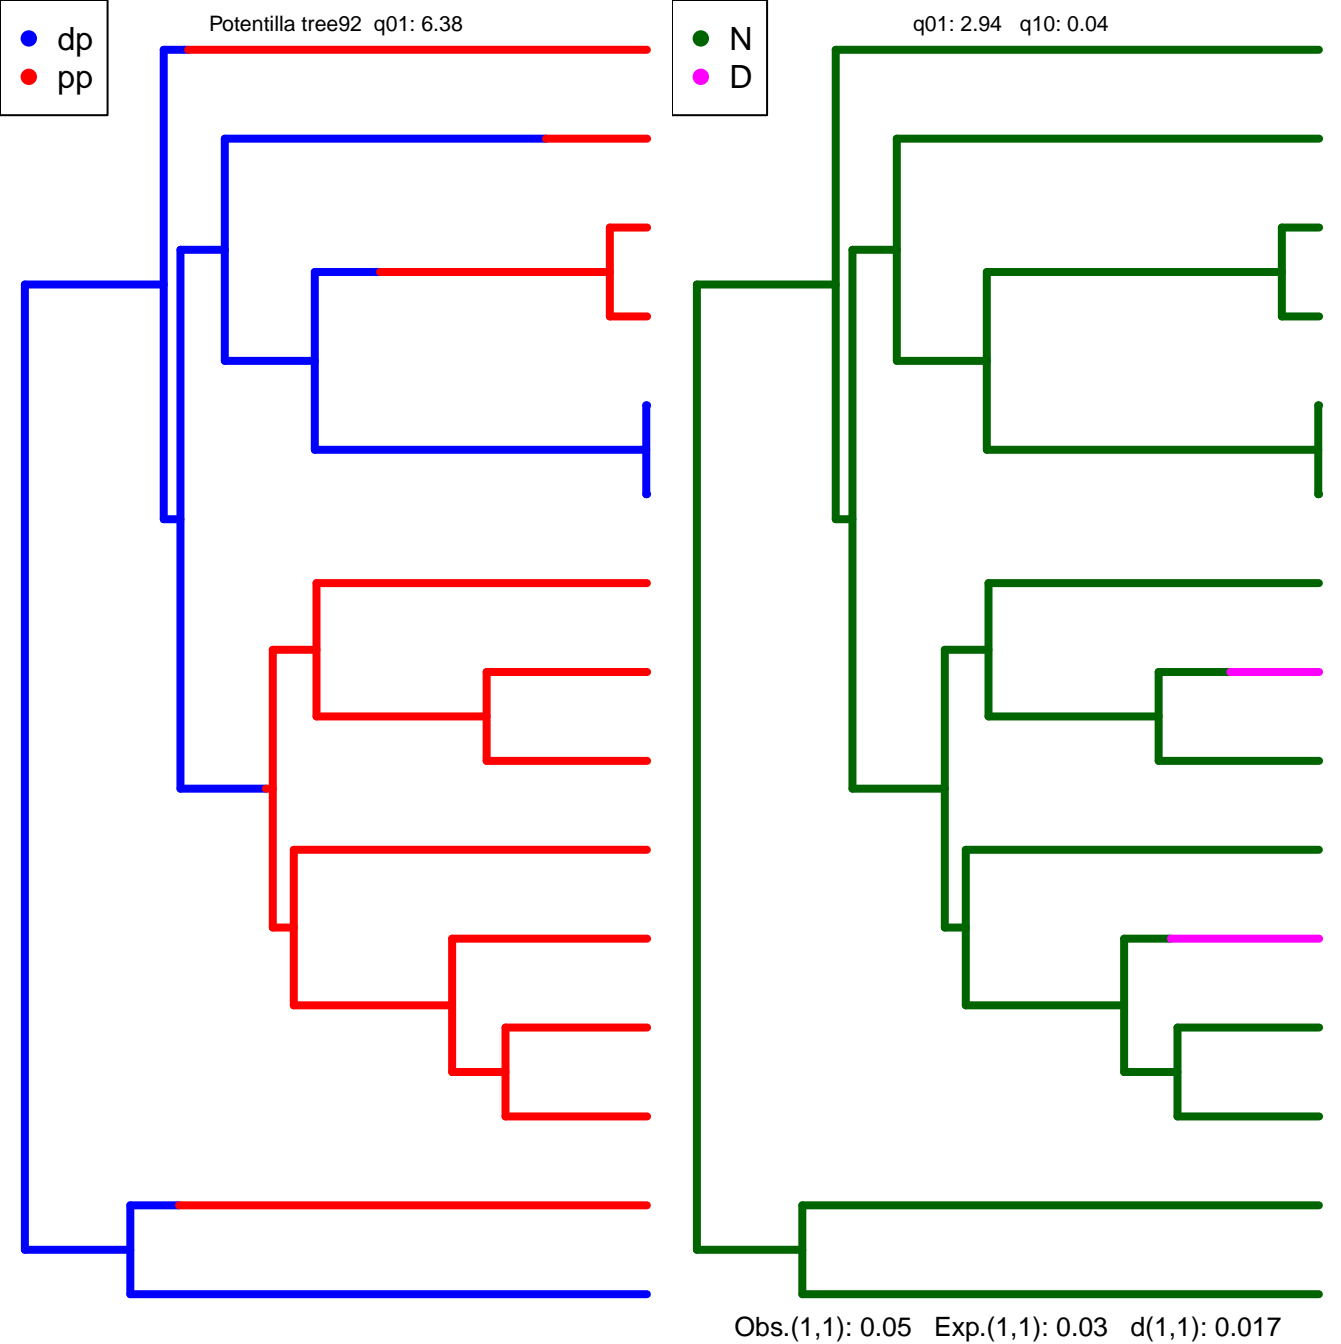 Potentilla tree92 q01: 6.38
dp
pp
q01: 2.94 q10: 0.04
N
D
Obs.(1,1): 0.05 Exp.(1,1): 0.03 d(1,1): 0.017